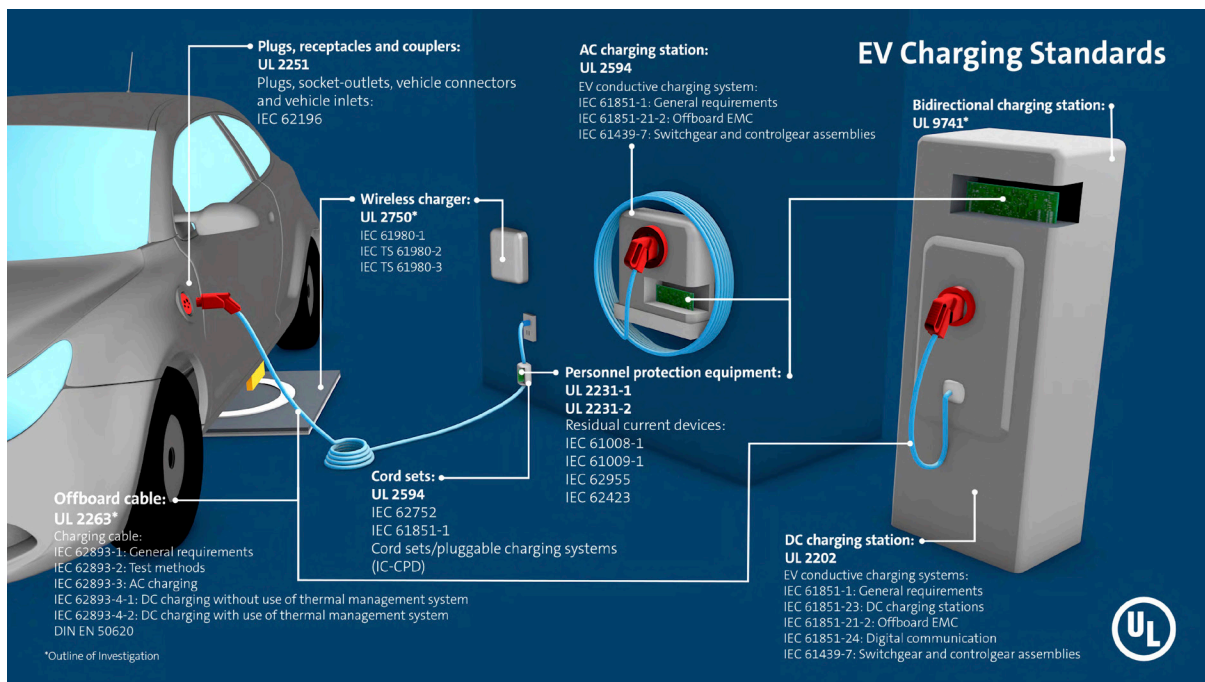 EV Charging Standards
Plugs, receptacles and couplers:
UL 2251
Plugs, socket-outlets, vehicle connectors
and vehicle inlets:
IEC 62196
AC charging station:
UL 2594
EV conductive charging system:
IEC 61851-1: General requirements
IEC 61851-21-2: Offboard EMC
IEC 61439-7: Switchgear and controlgear assemblies
Bidirectional charging station:
UL 9741*
Wireless charger:
UL 2750*
IEC 61980-1
IEC TS 61980-2
IEC TS 61980-3
Personnel protection equipment:
UL 2231-1
UL 2231-2
Residual current devices:
IEC 61008-1
IEC 61009-1
IEC 62955
IEC 62423
Cord sets:
UL 2594
IEC 62752
IEC 61851-1
Cord sets/pluggable charging systems
(IC-CPD)
Offboard cable:
UL 2263*
Charging cable:
IEC 62893-1: General requirements
IEC 62893-2: Test methods
IEC 62893-3: AC charging
IEC 62893-4-1: DC charging without use of thermal management system
IEC 62893-4-2: DC charging with use of thermal management system
DIN EN 50620
*Outline of Investigation
DC charging station:
UL 2202
EV conductive charging systems:
IEC 61851-1: General requirements
IEC 61851-23: DC charging stations
IEC 61851-21-2: Offboard EMC
IEC 61851-24: Digital communication
IEC 61439-7: Switchgear and controlgear assemblies
UL